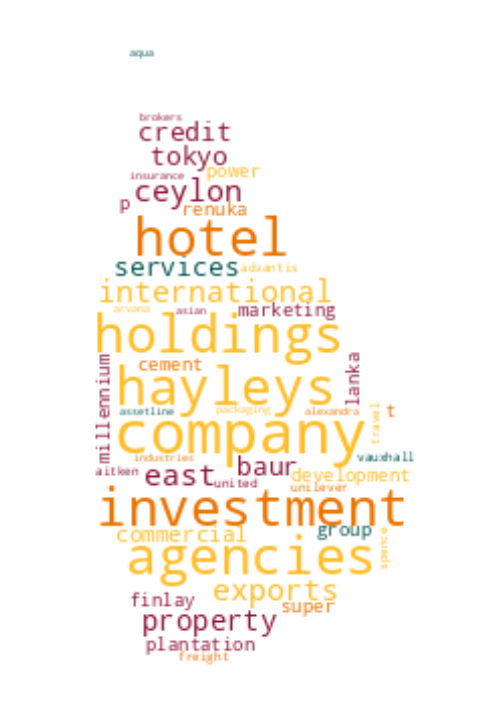 aqua
brokers
credit
tokyo
insurance power
ceylon
p renuka
hotel
services advantis
international
arvana asian marketing
holdings
cement
millennium lanka
hayleys
assetline packaging alexandra t
travel
company
industries vauxhall
aitken east baur
united development
unilever
investment
commercial group
agencies spence
exports
finlay super
property
plantation
freight